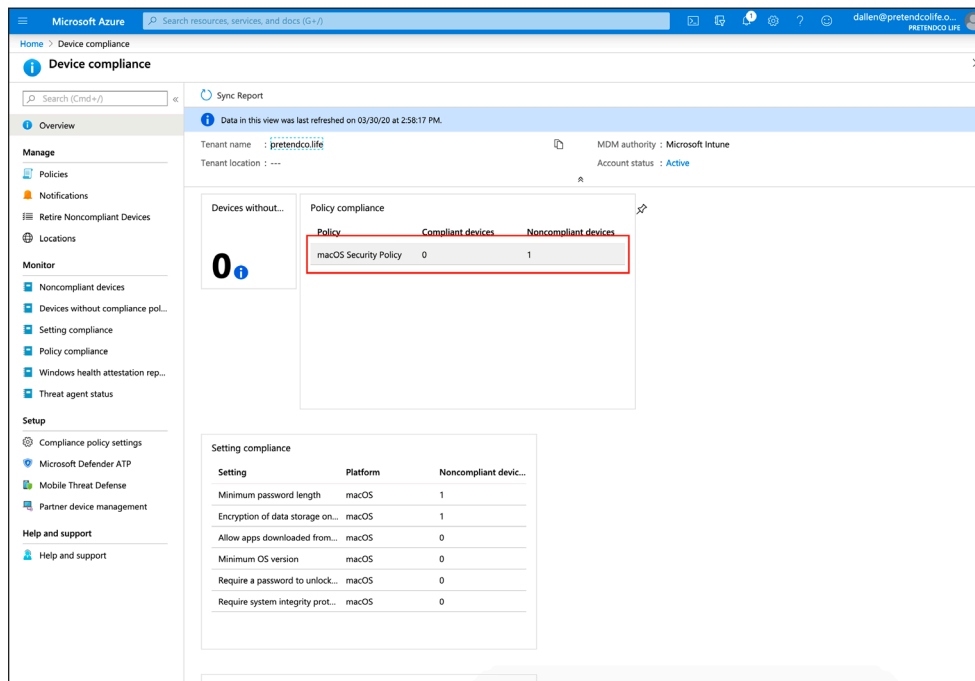 Microsoft Azure
Search resources, services, and docs (G+/)
1
dallen@pretendcolife.o...
PRETENDCO LIFE
Home > Device compliance
Device compliance
Search (Cmd+/)
«
Sync Report
Data in this view was last refreshed on 03/30/20 at 2:58:17 PM.
Overview
Tenant name : pretendco.life
MDM authority : Microsoft Intune
Tenant location : ---
Account status : Active
Manage
Policies
Notifications
Retire Noncompliant Devices
Locations
Monitor
Noncompliant devices
Devices without compliance pol...
Setting compliance
Policy compliance
Windows health attestation rep...
Threat agent status
Setup
Compliance policy settings
Microsoft Defender ATP
Mobile Threat Defense
Partner device management
Help and support
Help and support
Devices without...
0
Policy compliance
Policy Compliant devices Noncompliant devices
macOS Security Policy 0 1
Setting compliance
Setting Platform Noncompliant devic...
Minimum password length macOS 1
Encryption of data storage on... macOS 1
Allow apps downloaded from... macOS 0
Minimum OS version macOS 0
Require a password to unlock... macOS 0
Require system integrity prot... macOS 0